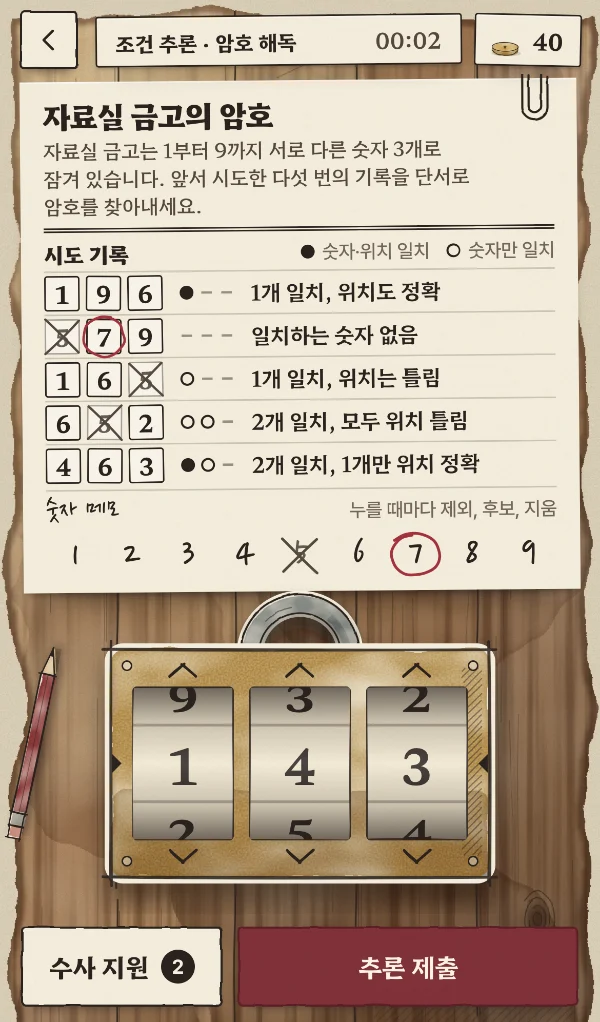 조건 추론 · 암호 해독 00:02 40
자료실 금고의 암호
자료실 금고는 1부터 9까지 서로 다른 숫자 3개로
잠겨 있습니다. 앞서 시도한 다섯 번의 기록을 단서로
암호를 찾아내세요.
시도 기록 ● 숫자·위치 일치 ○ 숫자만 일치
1 9 6 ● – – 1개 일치, 위치도 정확
5 7 9 – – – 일치하는 숫자 없음
1 6 5 ○ – – 1개 일치, 위치는 틀림
6 5 2 ○ ○ – 2개 일치, 모두 위치 틀림
4 6 3 ● ○ – 2개 일치, 1개만 위치 정확
숫자 메모 누를 때마다 제외, 후보, 지움
1 2 3 4 5 6 7 8 9
9 3 2
1 4 3
2 5 4
수사 지원 2 추론 제출